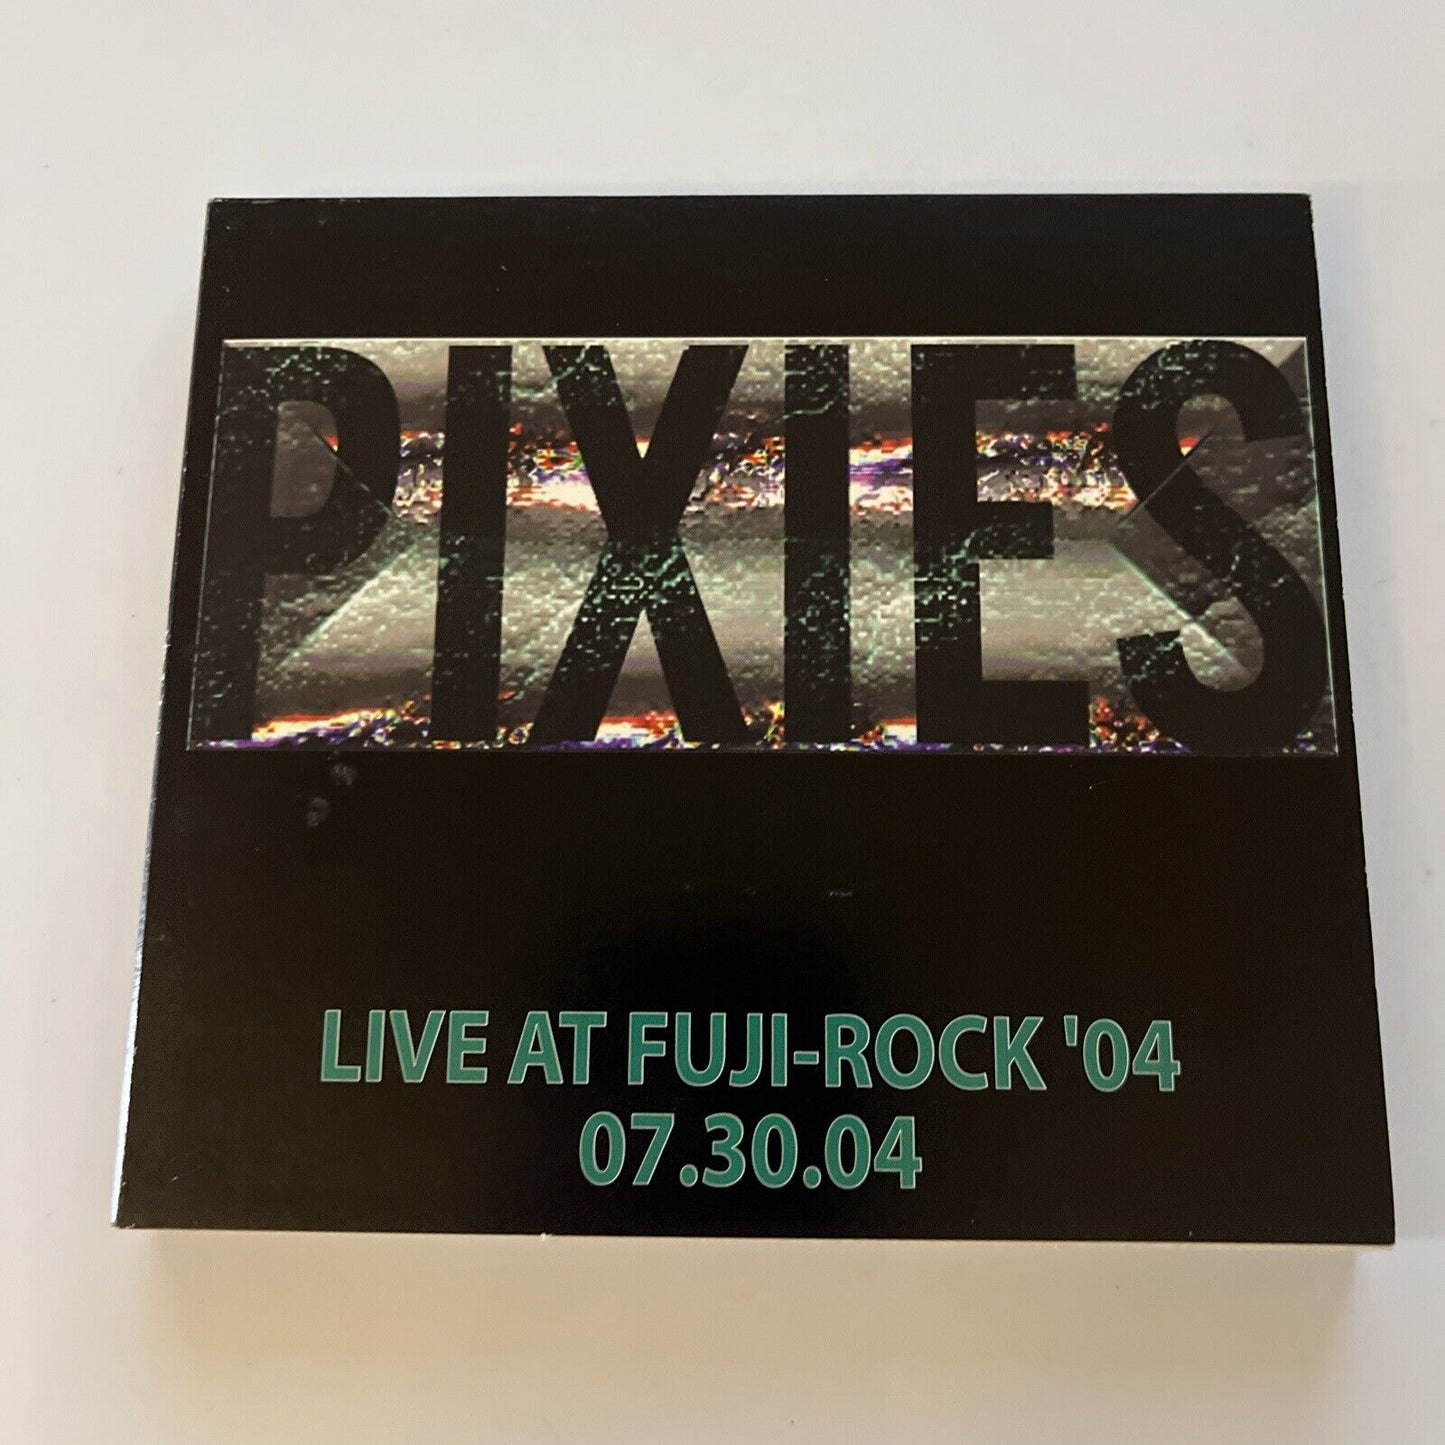 PIXIES
LIVE AT FUJI-ROCK '04
07.30.04